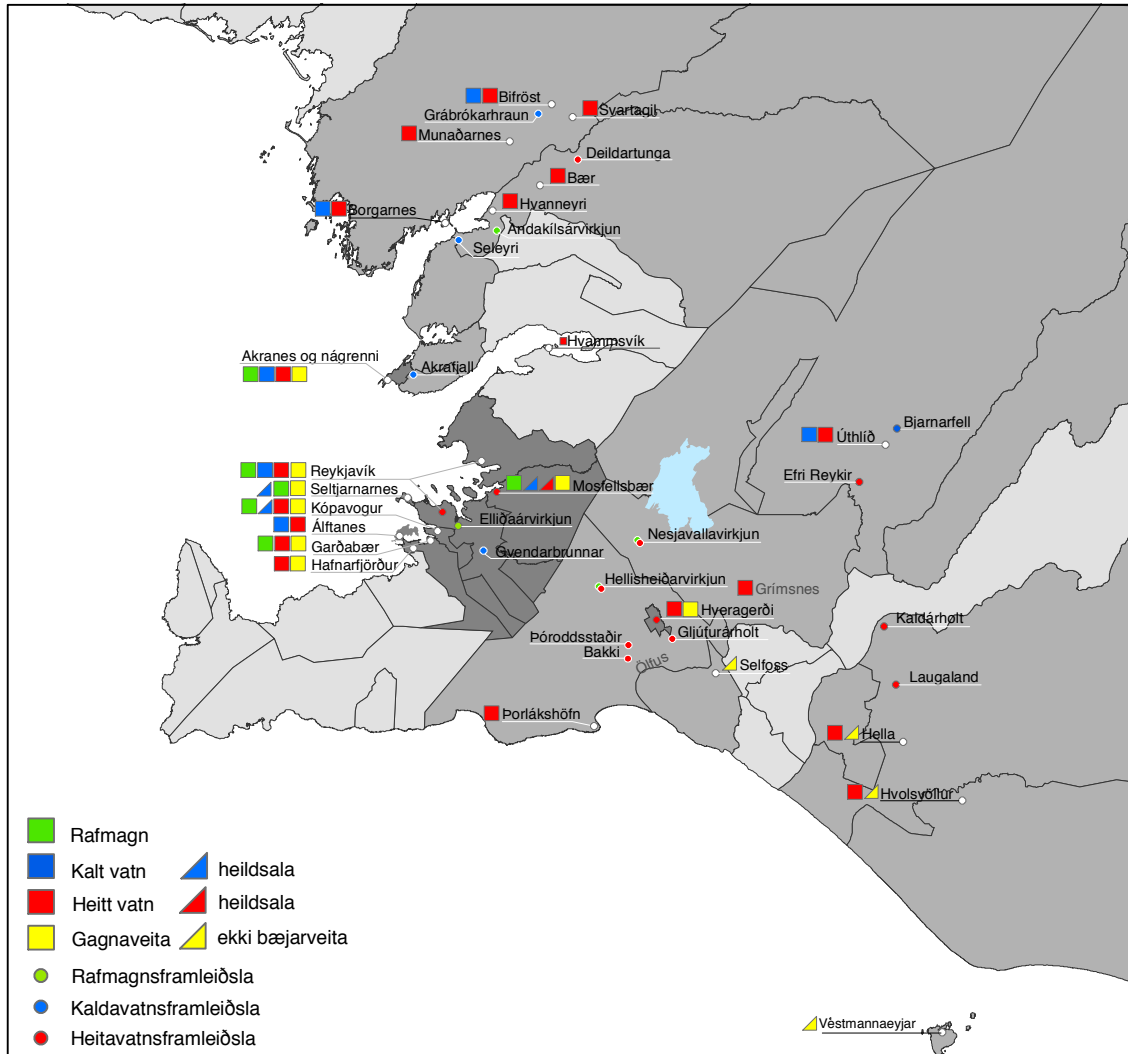 Bifröst
Grábrókarhraun
Svartagil
Munaðarnes
Deildartunga
Bær
Hvanneyri
Borgarnes
Andakílsárvirkjun
Seleyri
Hvammsvík
Akranes og nágrenni
Akrafjall
Bjarnarfell
Úthlíð
Reykjavík
Efri Reykir
Seltjarnarnes
Mosfellsbær
Kópavogur
Elliðaárvirkjun
Álftanes
Garðabær
Nesjavallavirkjun
Gvendarbrunnar
Hafnarfjörður
Hellisheiðarvirkjun
Grímsnes
Hveragerði
Kaldárholt
Þóroddsstaðir
Gljúfurárholt
Bakki
Ölfus
Selfoss
Laugaland
Þorlákshöfn
Hella
Hvolsvöllur
Rafmagn
Kalt vatn
heildsala
Heitt vatn
heildsala
Gagnaveita
ekki bæjarveita
Rafmagnsframleiðsla
Kaldavatnsframleiðsla
Heitavatnsframleiðsla
Vestmannaeyjar